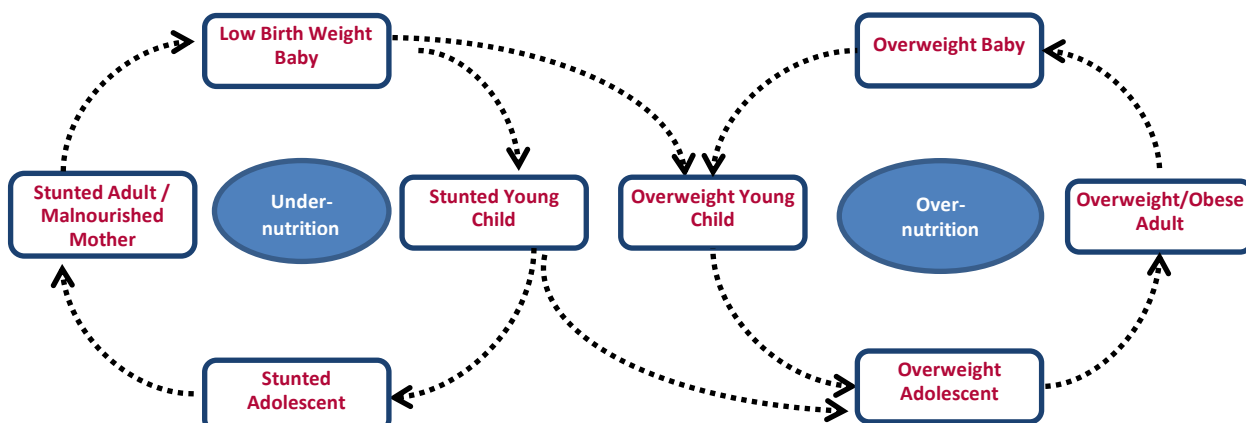 Low Birth Weight
Baby
Overweight Baby
Stunted Adult /
Malnourished
Mother
Under-
nutrition
Stunted Young
Child
Overweight Young
Child
Over-
nutrition
Overweight/Obese
Adult
Stunted
Adolescent
Overweight
Adolescent